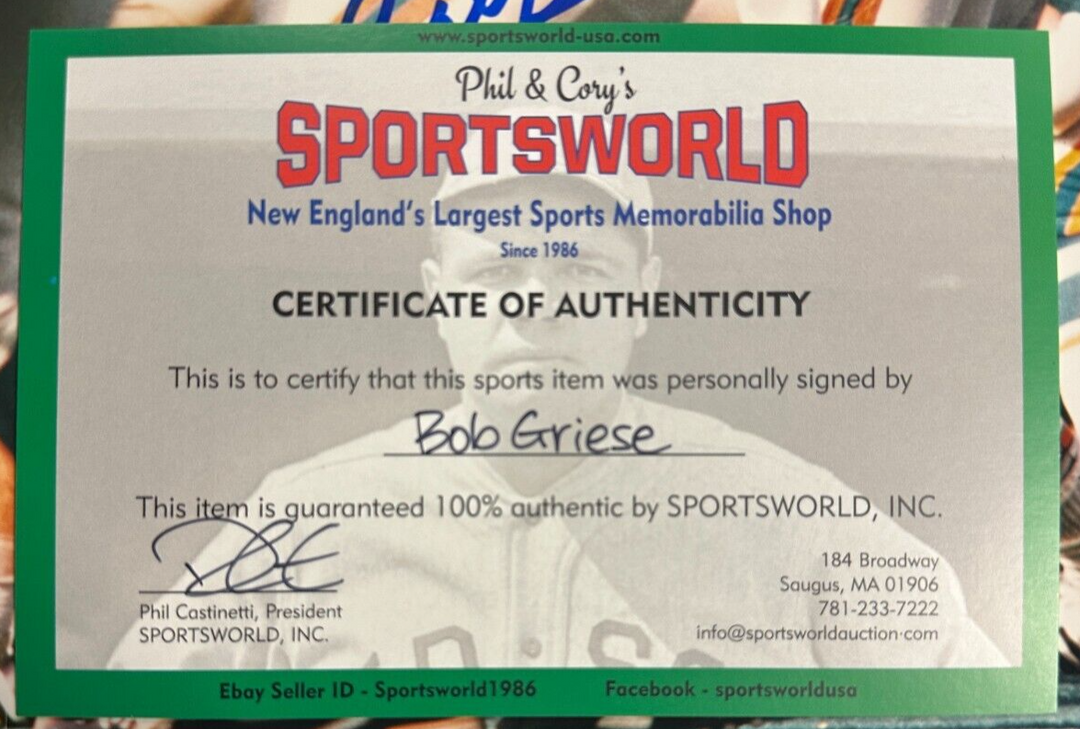 www.sportsworld-usa.com
Phil & Cory's
SPORTSWORLD
New England's Largest Sports Memorabilia Shop
Since 1986
CERTIFICATE OF AUTHENTICITY
This is to certify that this sports item was personally signed by
Bob Griese
This item is guaranteed 100% authentic by SPORTSWORLD, INC.
Phil Castinetti, President
SPORTSWORLD, INC.
184 Broadway
Saugus, MA 01906
781-233-7222
info@sportsworldauction·com
Ebay Seller ID - Sportsworld1986
Facebook - sportsworldusa